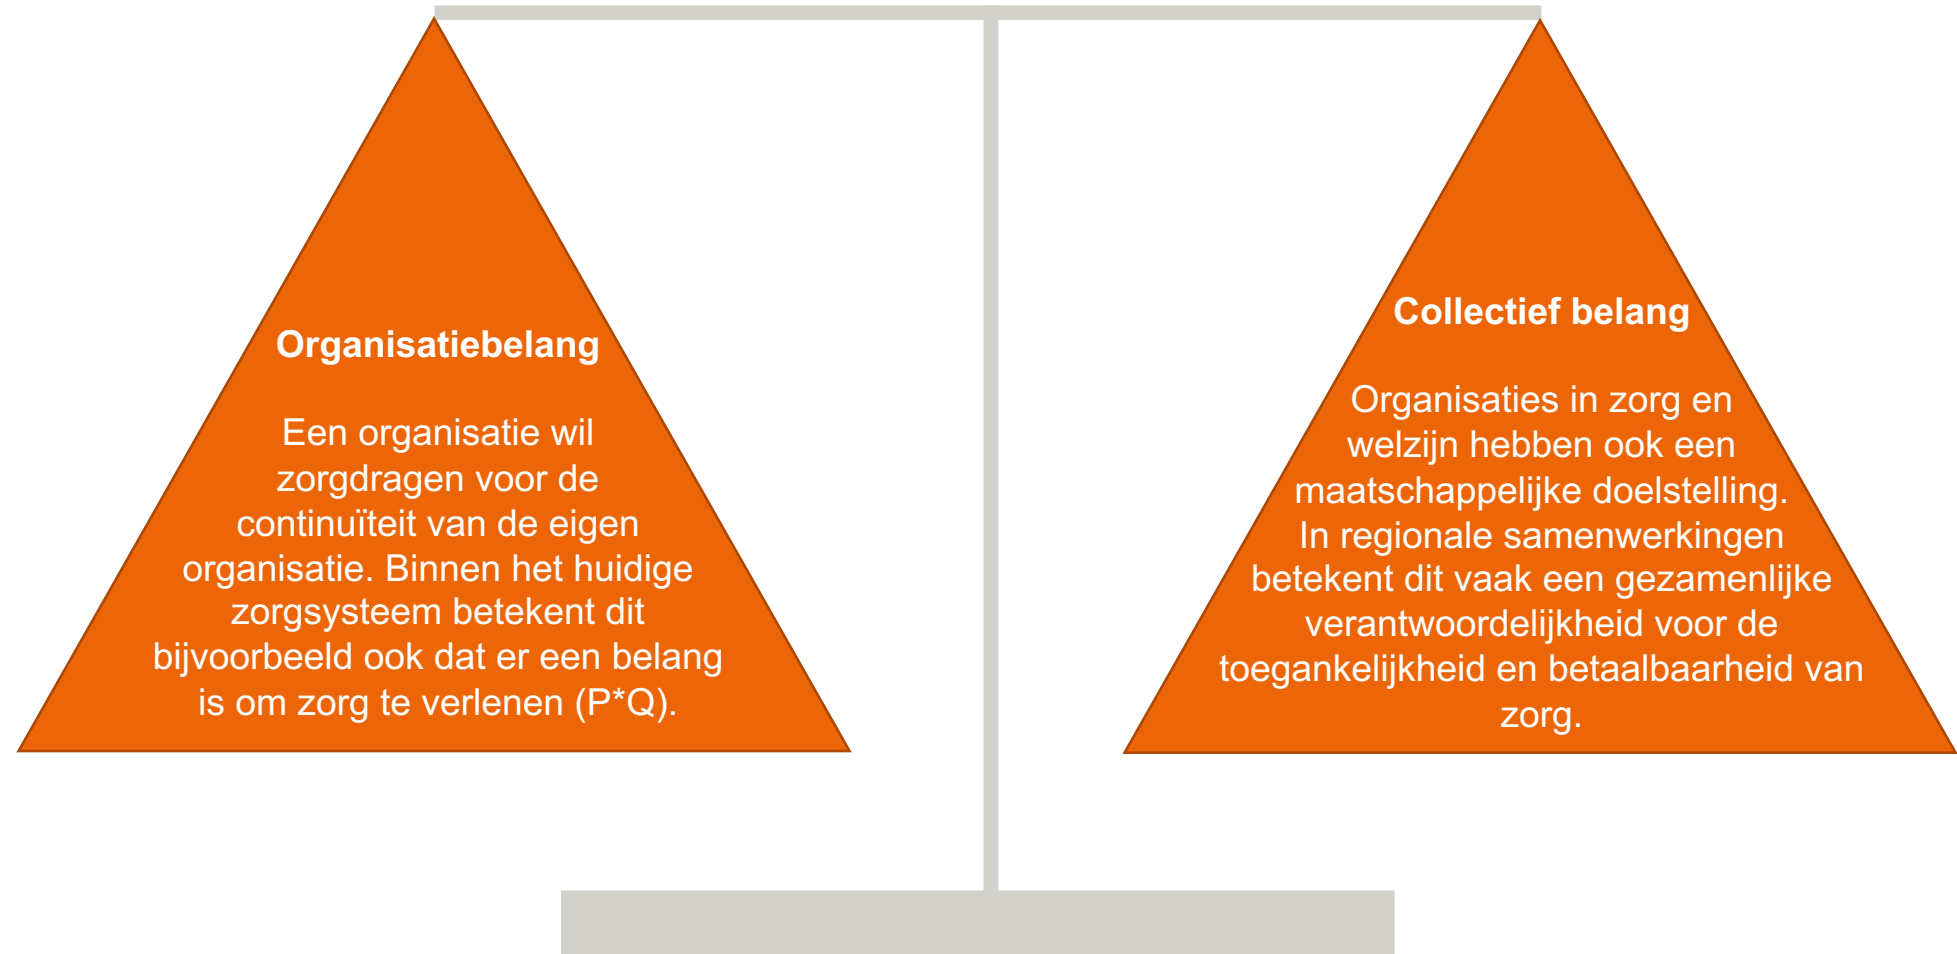 Organisatiebelang
Een organisatie wil
zorgdragen voor de
continuïteit van de eigen
organisatie. Binnen het huidige
zorgsysteem betekent dit
bijvoorbeeld ook dat er een belang
is om zorg te verlenen (P*Q).
Collectief belang
Organisaties in zorg en
welzijn hebben ook een
maatschappelijke doelstelling.
In regionale samenwerkingen
betekent dit vaak een gezamenlijke
verantwoordelijkheid voor de
toegankelijkheid en betaalbaarheid van
zorg.